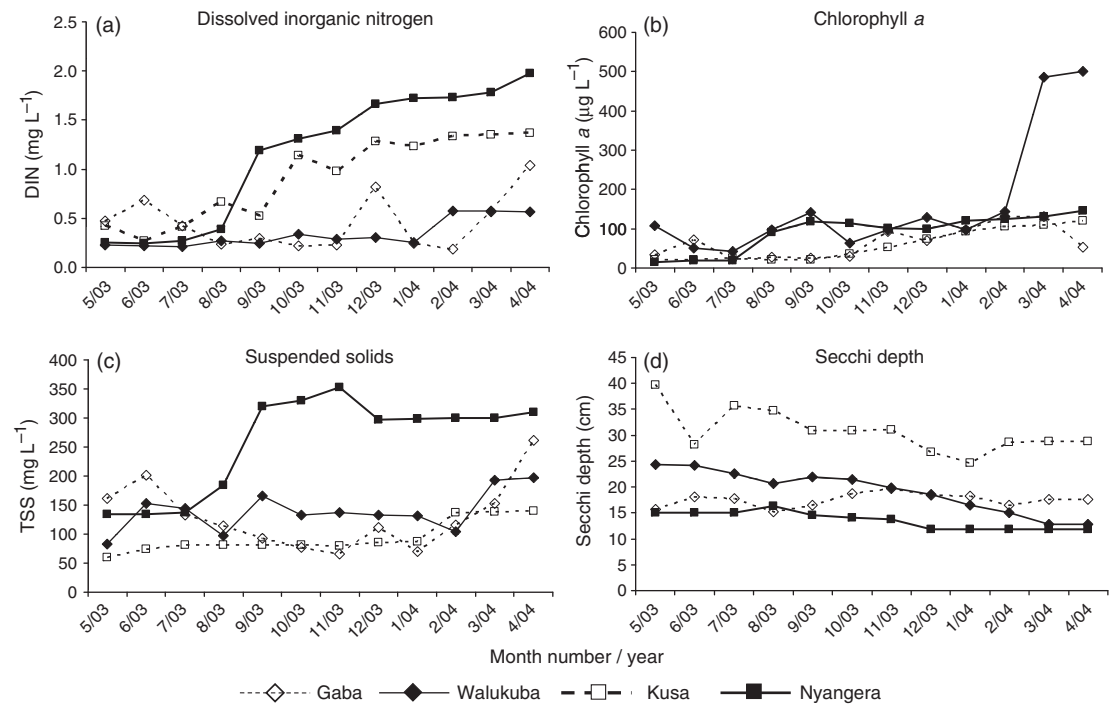 (a) Dissolved inorganic nitrogen
DIN (mg L⁻¹)
2.5
2.0
1.5
1.0
0.5
0.0
5/03 6/03 7/03 8/03 9/03 10/03 11/03 12/03 1/04 2/04 3/04 4/04
(b) Chlorophyll a
Chlorophyll a (µg L⁻¹)
600
500
400
300
200
100
0
5/03 6/03 7/03 8/03 9/03 10/03 11/03 12/03 1/04 2/04 3/04 4/04
(c) Suspended solids
TSS (mg L⁻¹)
400
350
300
250
200
150
100
50
0
5/03 6/03 7/03 8/03 9/03 10/03 11/03 12/03 1/04 2/04 3/04 4/04
(d) Secchi depth
Secchi depth (cm)
45
40
35
30
25
20
15
10
5
0
5/03 6/03 7/03 8/03 9/03 10/03 11/03 12/03 1/04 2/04 3/04 4/04
Month number / year
Gaba Walukuba Kusa Nyangera